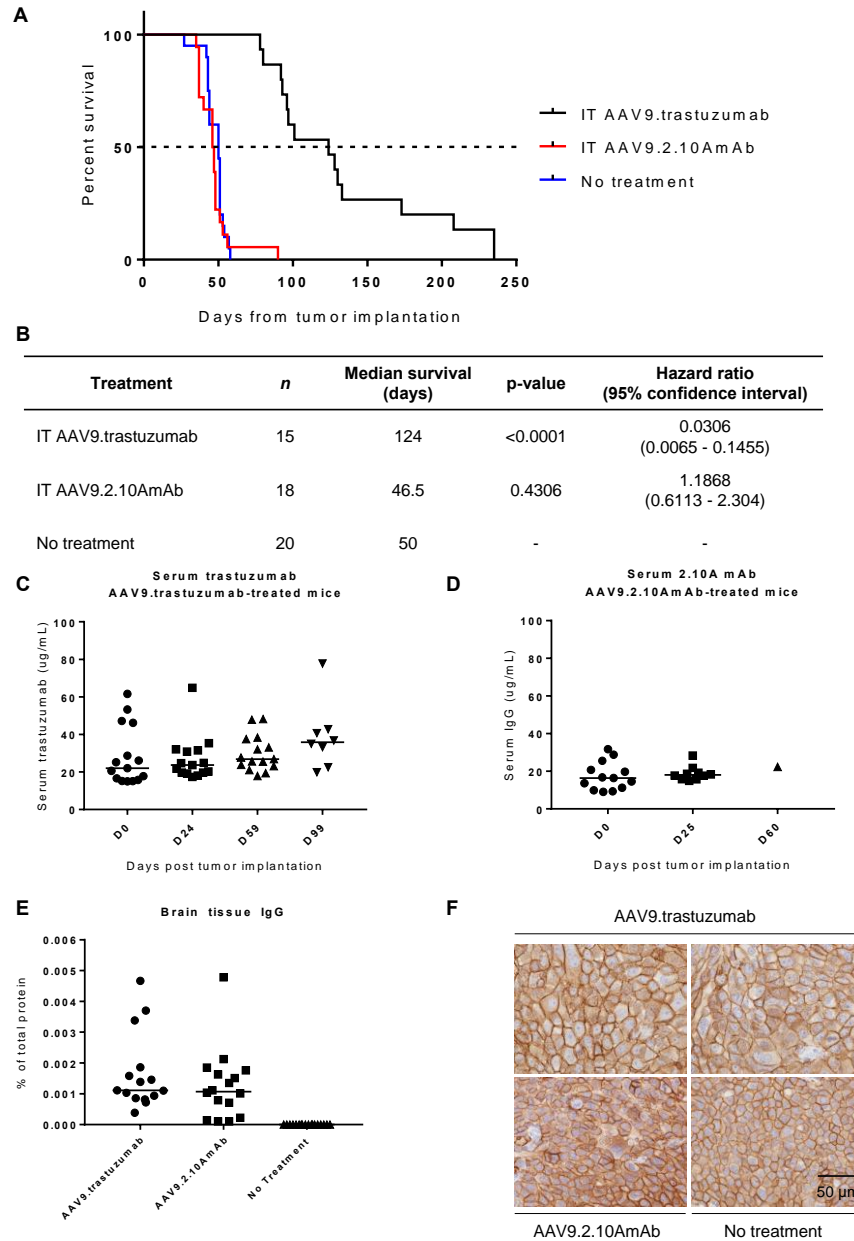 A
100
50
0
Percent survival
0 50 100 150 200 250
Days from tumor implantation
IT AAV9.trastuzumab
IT AAV9.2.10AmAb
No treatment
B
Treatment n Median survival (days) p-value Hazard ratio (95% confidence interval)
IT AAV9.trastuzumab 15 124 <0.0001 0.0306 (0.0065 - 0.1455)
IT AAV9.2.10AmAb 18 46.5 0.4306 1.1868 (0.6113 - 2.304)
No treatment 20 50 - -
C
Serum trastuzumab
AAV9.trastuzumab-treated mice
100
80
60
40
20
0
Serum trastuzumab (ug/mL)
D0 D24 D59 D99
Days post tumor implantation
D
Serum 2.10A mAb
AAV9.2.10AmAb-treated mice
100
80
60
40
20
0
Serum IgG (ug/mL)
D0 D25 D60
Days post tumor implantation
E
Brain tissue IgG
0.006
0.005
0.004
0.003
0.002
0.001
0.000
% of total protein
AAV9.trastuzumab AAV9.2.10AmAb No Treatment
F
AAV9.trastuzumab
50 µm
AAV9.2.10AmAb No treatment